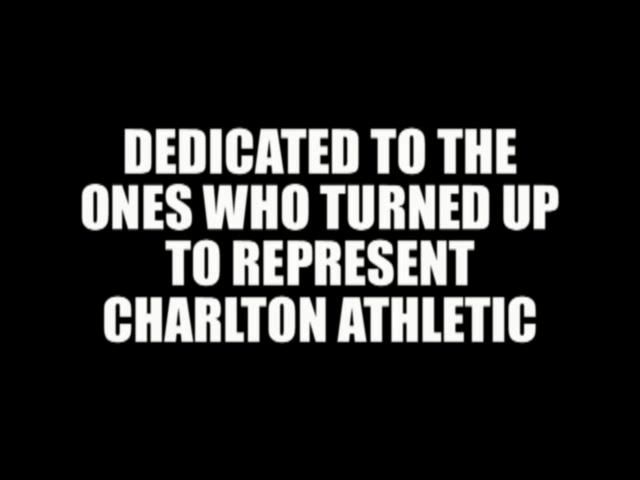 DEDICATED TO THE
ONES WHO TURNED UP
TO REPRESENT
CHARLTON ATHLETIC